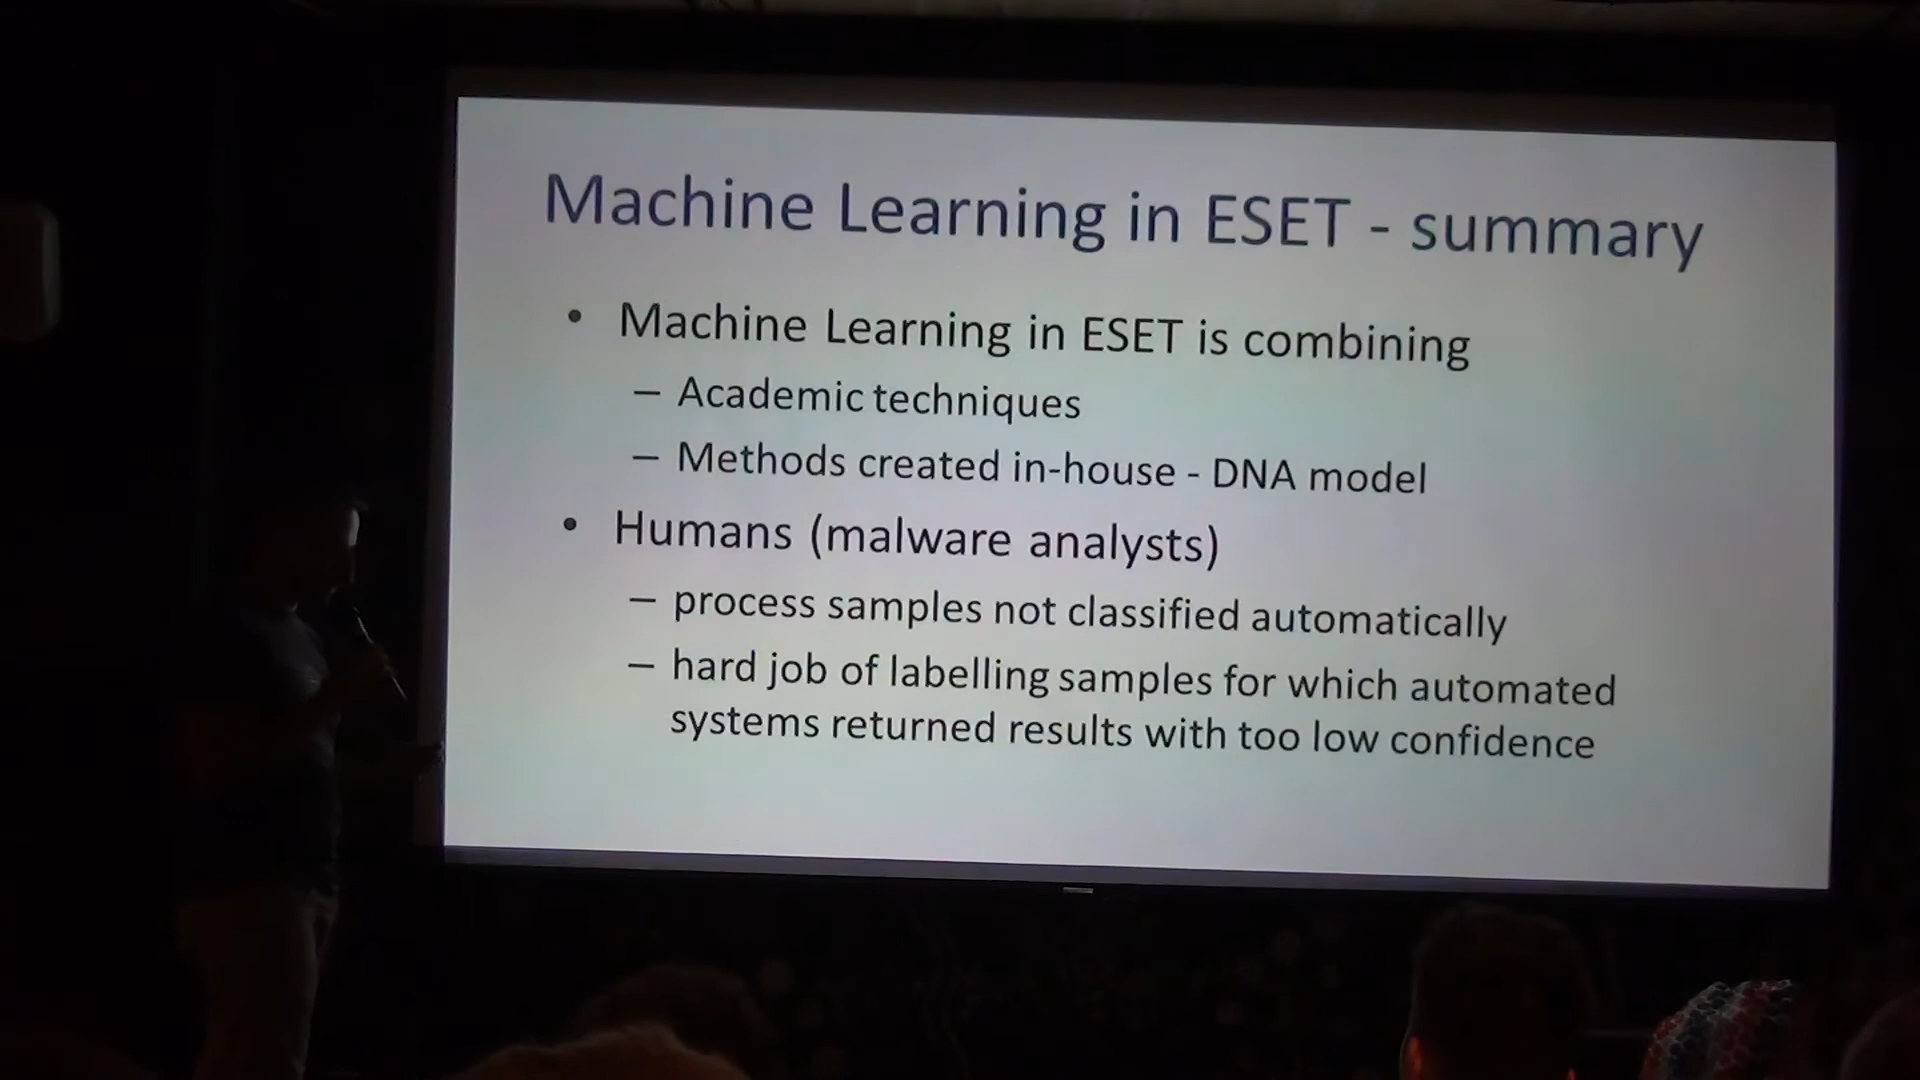 Machine Learning in ESET - summary
• Machine Learning in ESET is combining
– Academic techniques
– Methods created in-house - DNA model
• Humans (malware analysts)
– process samples not classified automatically
– hard job of labelling samples for which automated
systems returned results with too low confidence